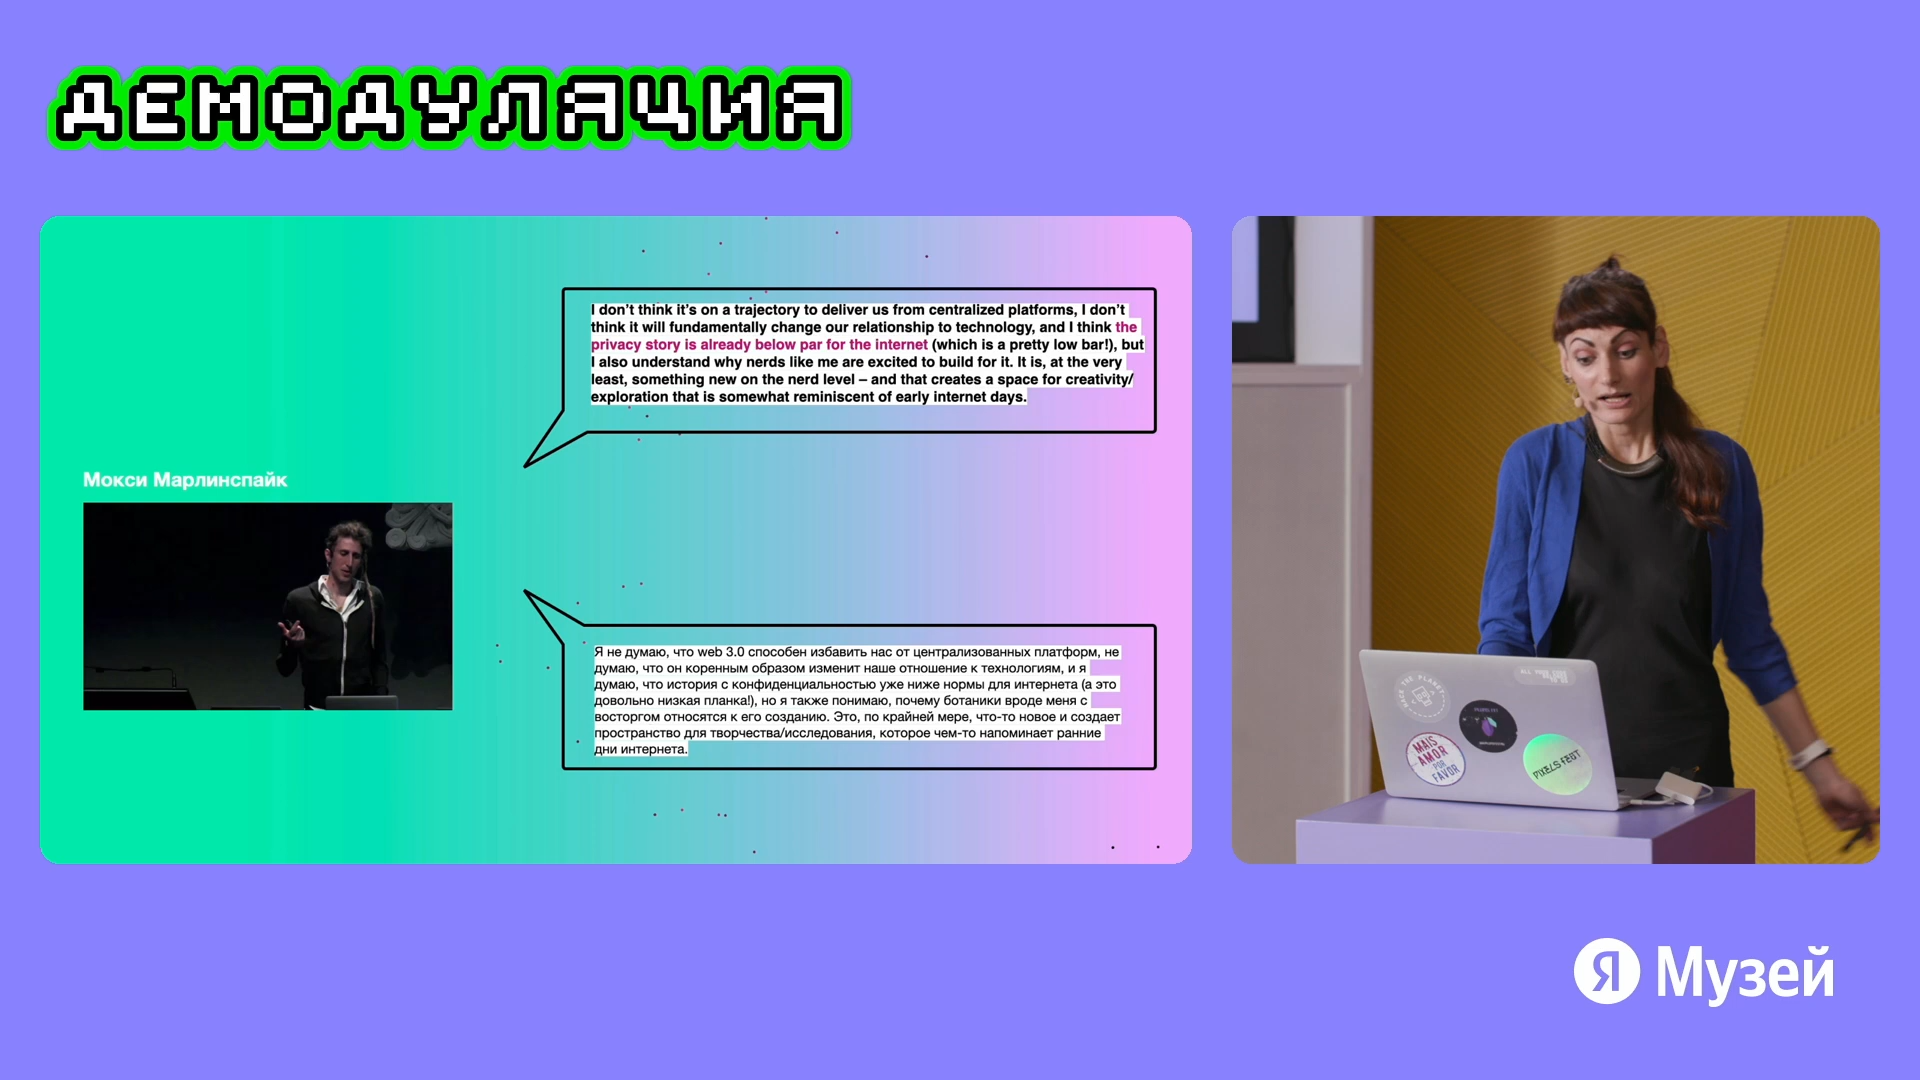 ДЕМОДУЛЯЦИЯ
I don’t think it’s on a trajectory to deliver us from centralized platforms, I don’t
think it will fundamentally change our relationship to technology, and I think the
privacy story is already below par for the internet (which is a pretty low bar!), but
I also understand why nerds like me are excited to build for it. It is, at the very
least, something new on the nerd level – and that creates a space for creativity/
exploration that is somewhat reminiscent of early internet days.
Мокси Марлинспайк
Я не думаю, что web 3.0 способен избавить нас от централизованных платформ, не
думаю, что он коренным образом изменит наше отношение к технологиям, и я
думаю, что история с конфиденциальностью уже ниже нормы для интернета (а это
довольно низкая планка!), но я также понимаю, почему ботаники вроде меня с
восторгом относятся к его созданию. Это, по крайней мере, что-то новое и создает
пространство для творчества/исследования, которое чем-то напоминает ранние
дни интернета.
HACK THE PLANET
MAIS
AMOR
POR
FAVOR
PIXELS FEST
Я Музей